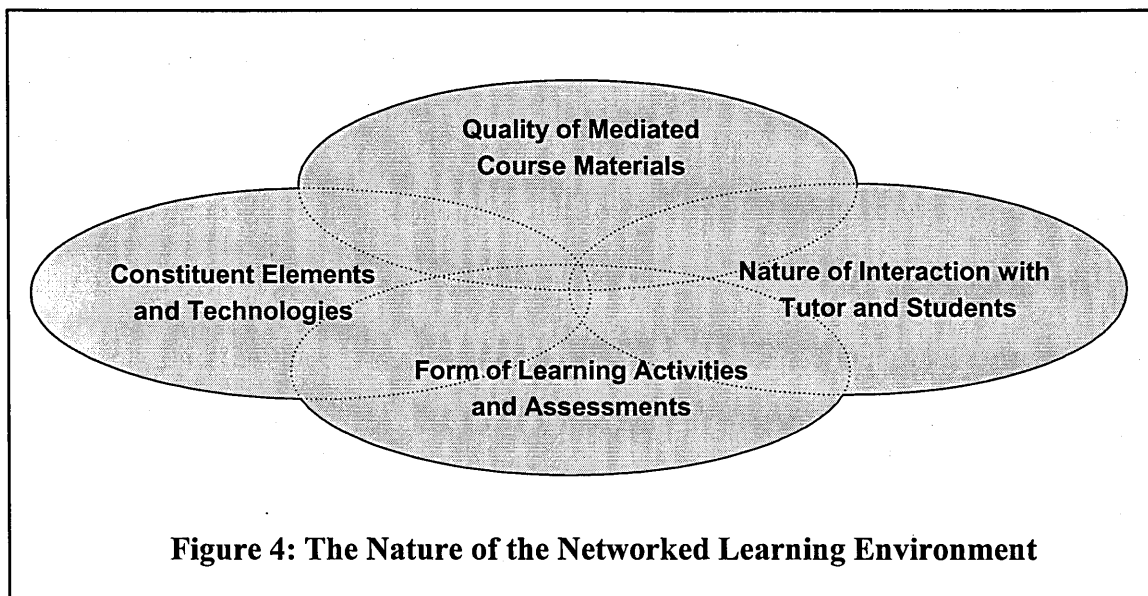 Quality of Mediated
Course Materials
Constituent Elements
and Technologies
Nature of Interaction with
Tutor and Students
Form of Learning Activities
and Assessments
Figure 4: The Nature of the Networked Learning Environment